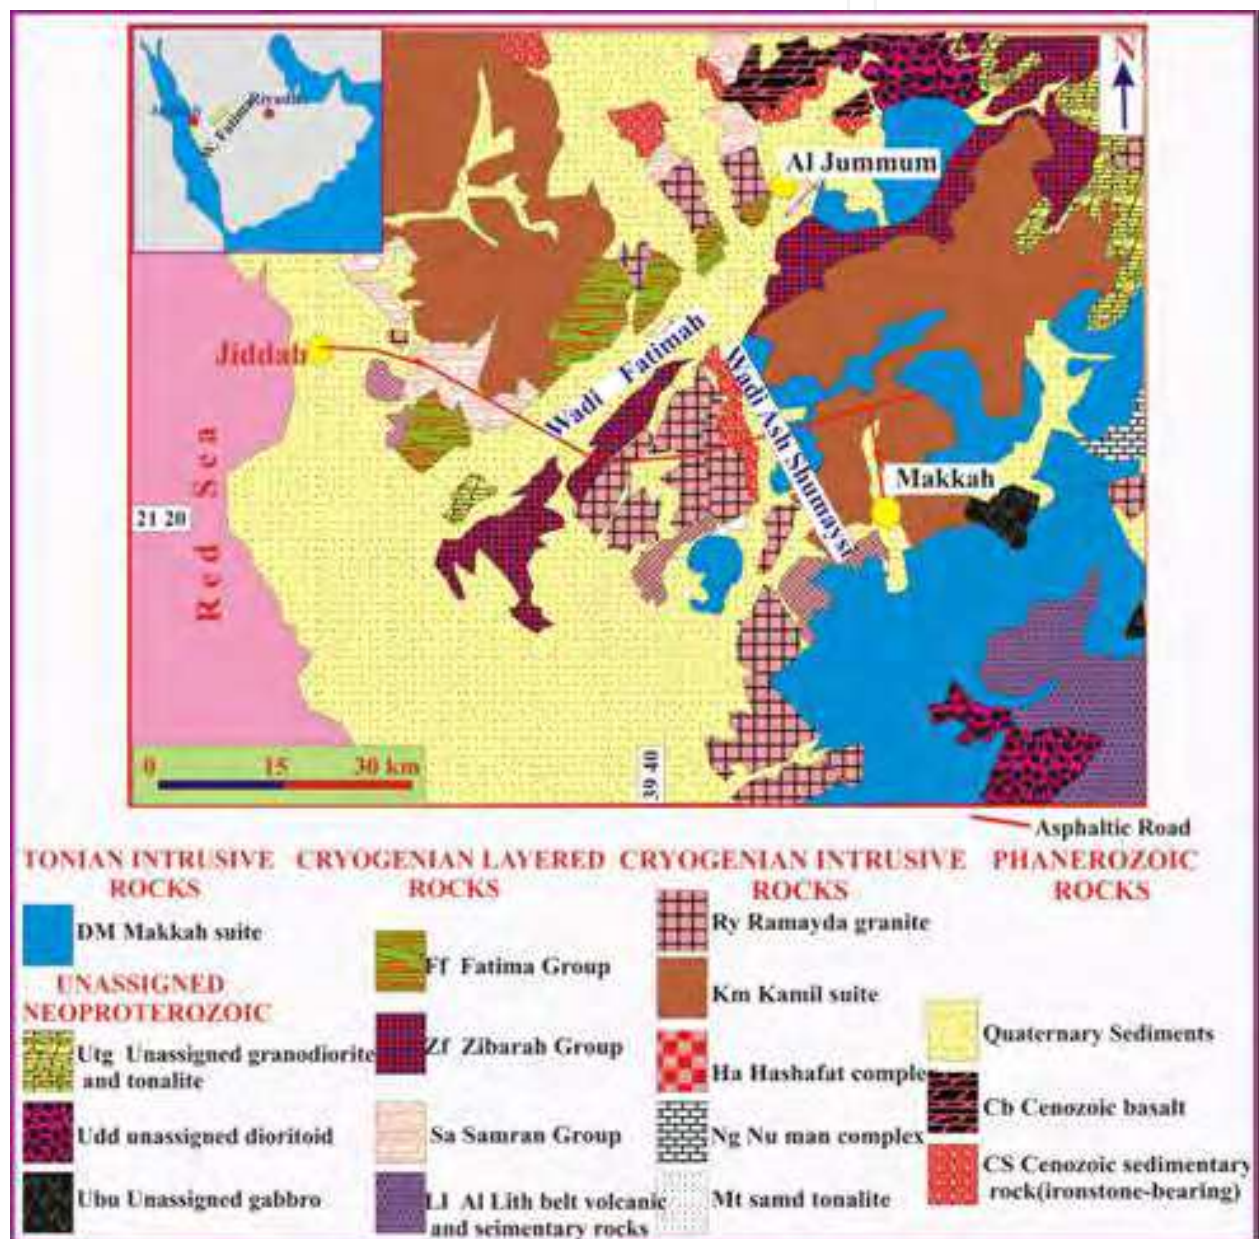 Riyadh
W. Fatima
N
Al Jummum
Jiddah
Wadi Fatimah
Wadi Ash Shumaysi
Makkah
21 20
Red Sea
39 40
0 15 30 km
Asphaltic Road
TONIAN INTRUSIVE
ROCKS
DM Makkah suite
UNASSIGNED
NEOPROTEROZOIC
Utg Unassigned granodiorite
and tonalite
Udd unassigned dioritoid
Ubu Unassigned gabbro
CRYOGENIAN LAYERED
ROCKS
Ff Fatima Group
Zf Zibarah Group
Sa Samran Group
LI Al Lith belt volcanic
and seimentary rocks
CRYOGENIAN INTRUSIVE
ROCKS
Ry Ramayda granite
Km Kamil suite
Ha Hashafat complex
Ng Nu man complex
Mt samd tonalite
PHANEROZOIC
ROCKS
Quaternary Sediments
Cb Cenozoic basalt
CS Cenozoic sedimentary
rock(ironstone-bearing)